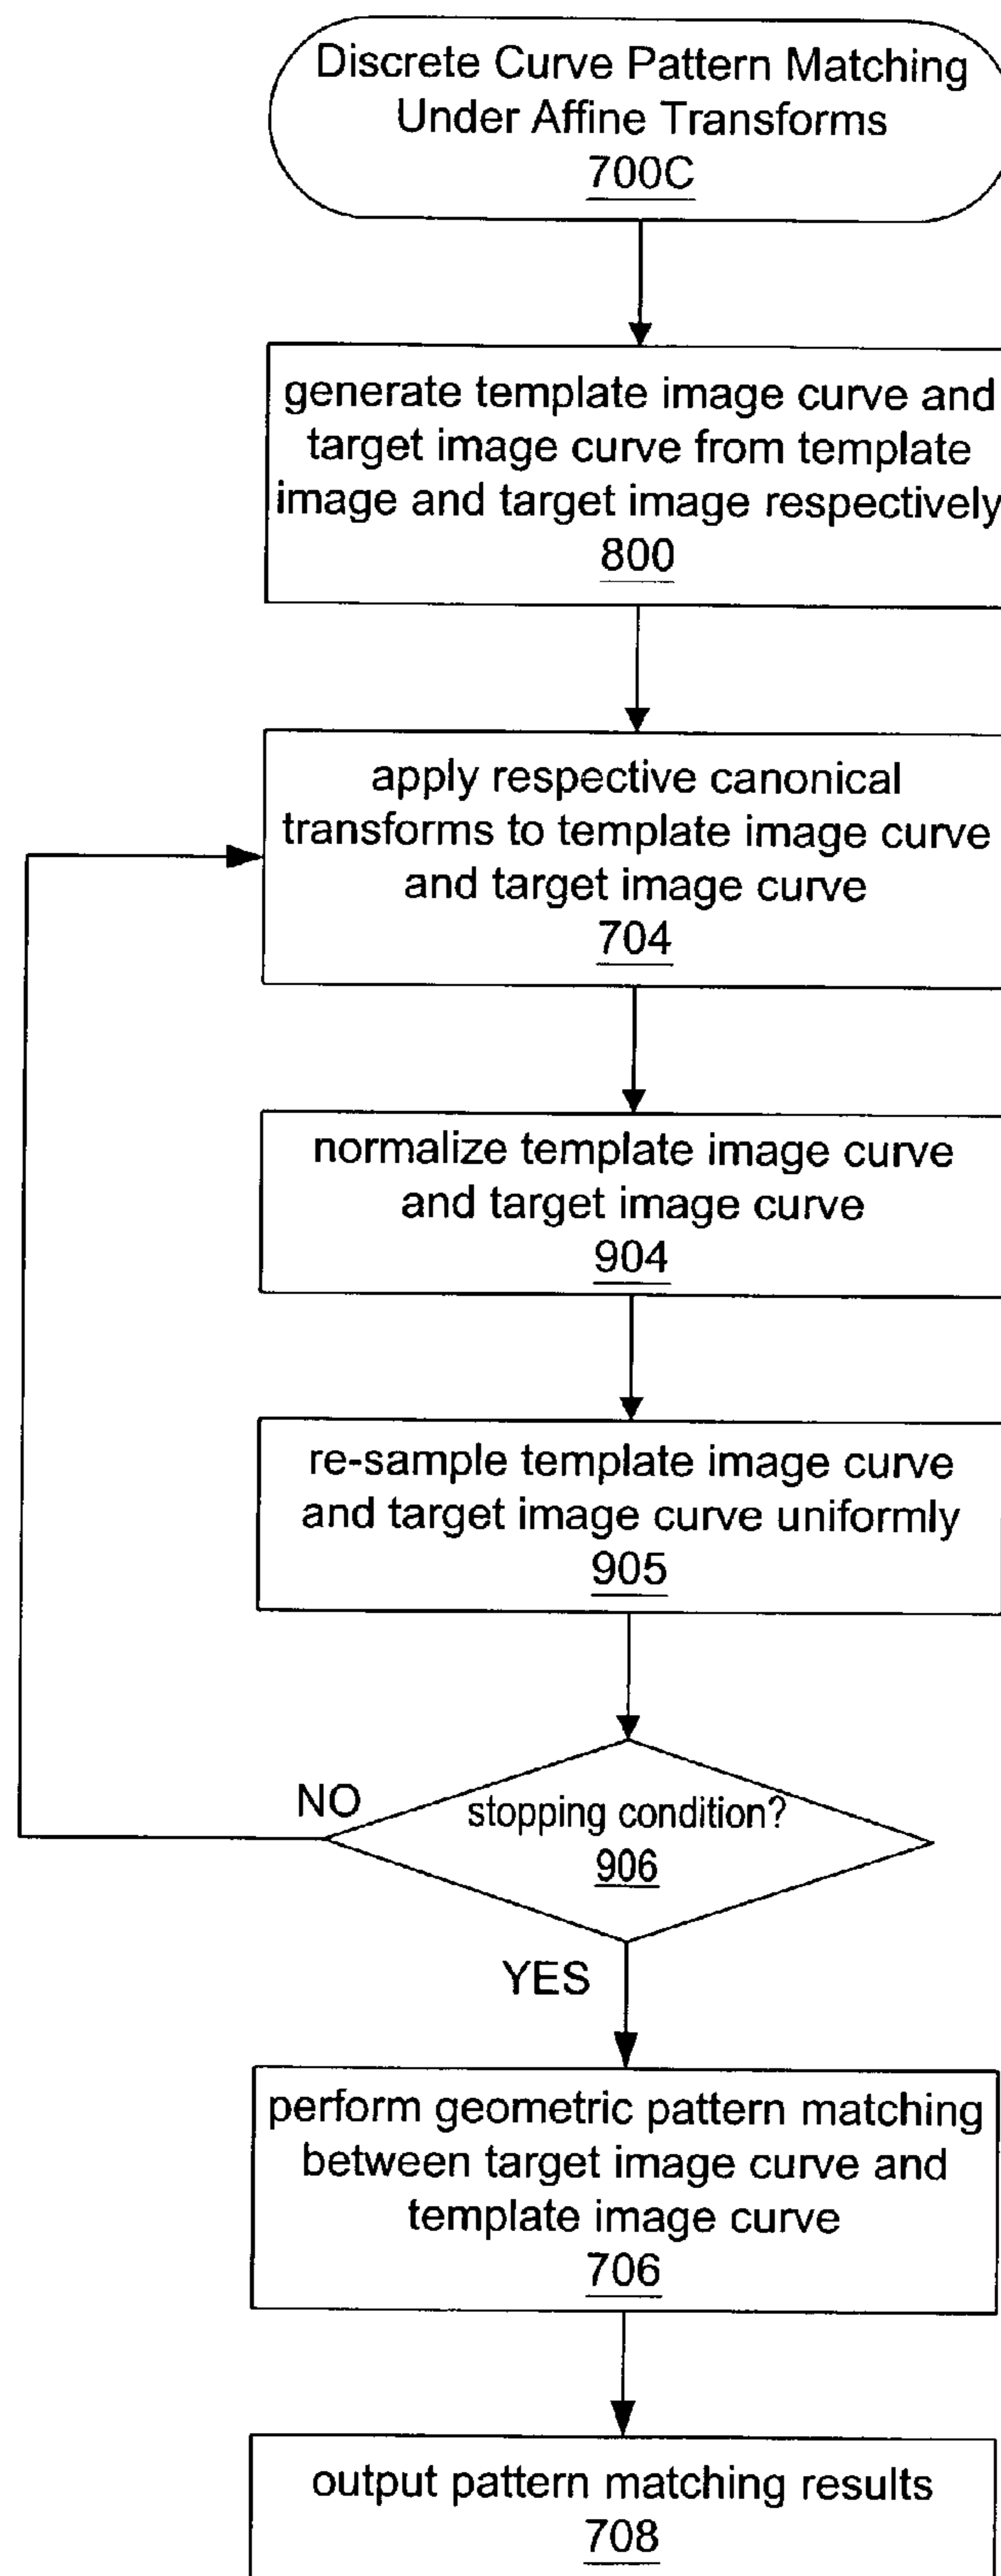 Discrete Curve Pattern Matching
Under Affine Transforms
700C
generate template image curve and
target image curve from template
image and target image respectively
800
apply respective canonical
transforms to template image curve
and target image curve
704
normalize template image curve
and target image curve
904
re-sample template image curve
and target image curve uniformly
905
NO
stopping condition?
906
YES
perform geometric pattern matching
between target image curve and
template image curve
706
output pattern matching results
708